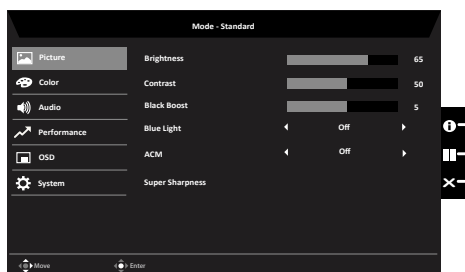 Mode - Standard
Picture
Brightness 65
Color
Contrast 50
Audio
Black Boost 5
Performance
Blue Light Off
OSD
ACM Off
System
Super Sharpness
Move Enter